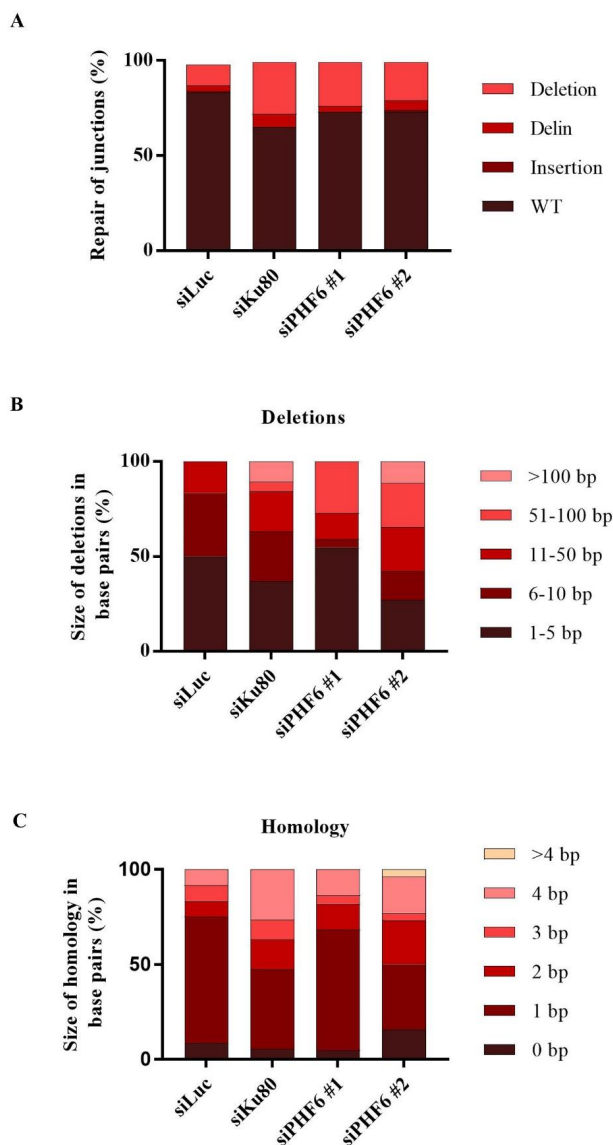 A
Repair of junctions (%)
100
50
0
siLuc
siKu80
siPHF6 #1
siPHF6 #2
Deletion
Delin
Insertion
WT
B
Deletions
Size of deletions in
base pairs (%)
100
50
0
siLuc
siKu80
siPHF6 #1
siPHF6 #2
>100 bp
51-100 bp
11-50 bp
6-10 bp
1-5 bp
C
Homology
Size of homology in
base pairs (%)
100
50
0
siLuc
siKu80
siPHF6 #1
siPHF6 #2
>4 bp
4 bp
3 bp
2 bp
1 bp
0 bp